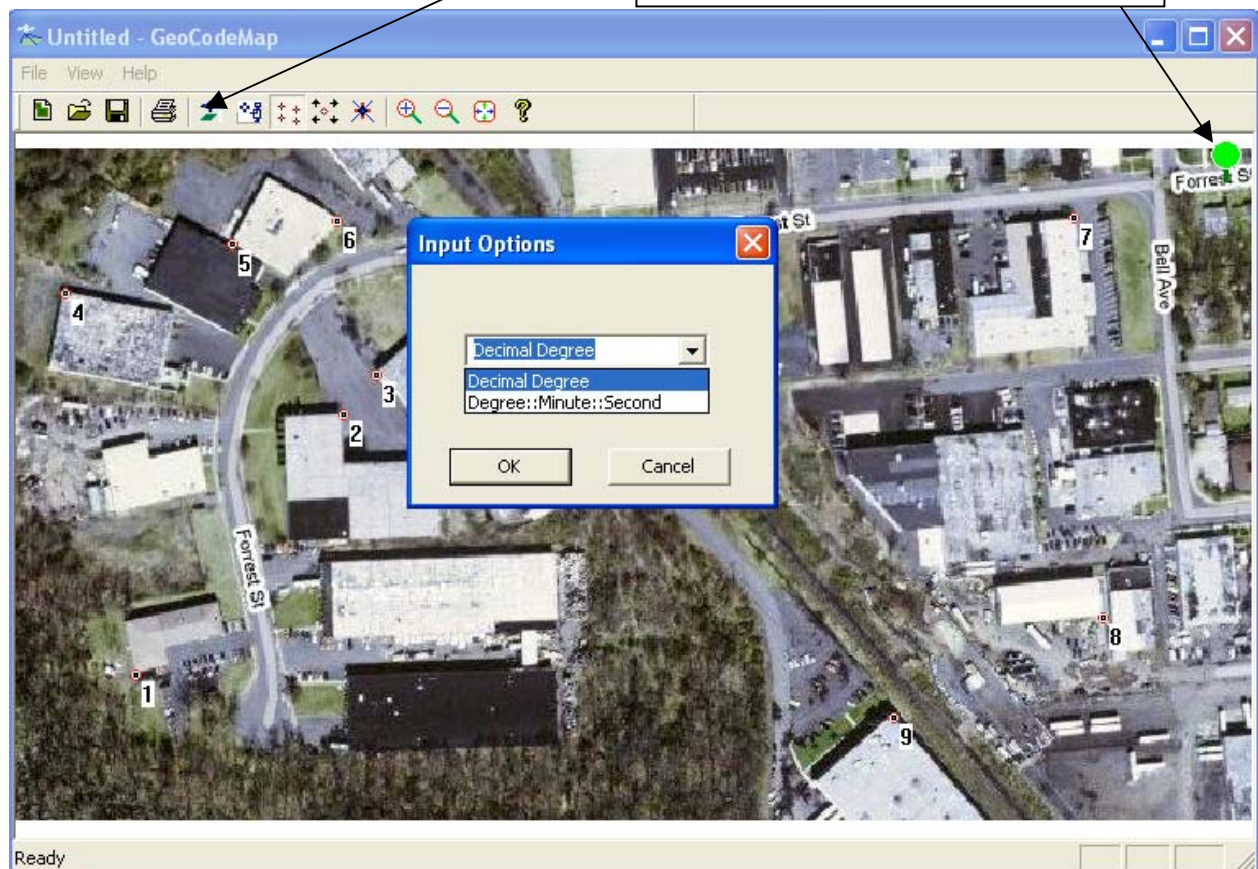 Untitled - GeoCodeMap
File View Help
Forrest S
t St
Input Options
6
7
5
Bell Ave
4
Decimal Degree
3
Decimal Degree
Degree::Minute::Second
2
OK Cancel
Forrest St
8
1
9
Ready